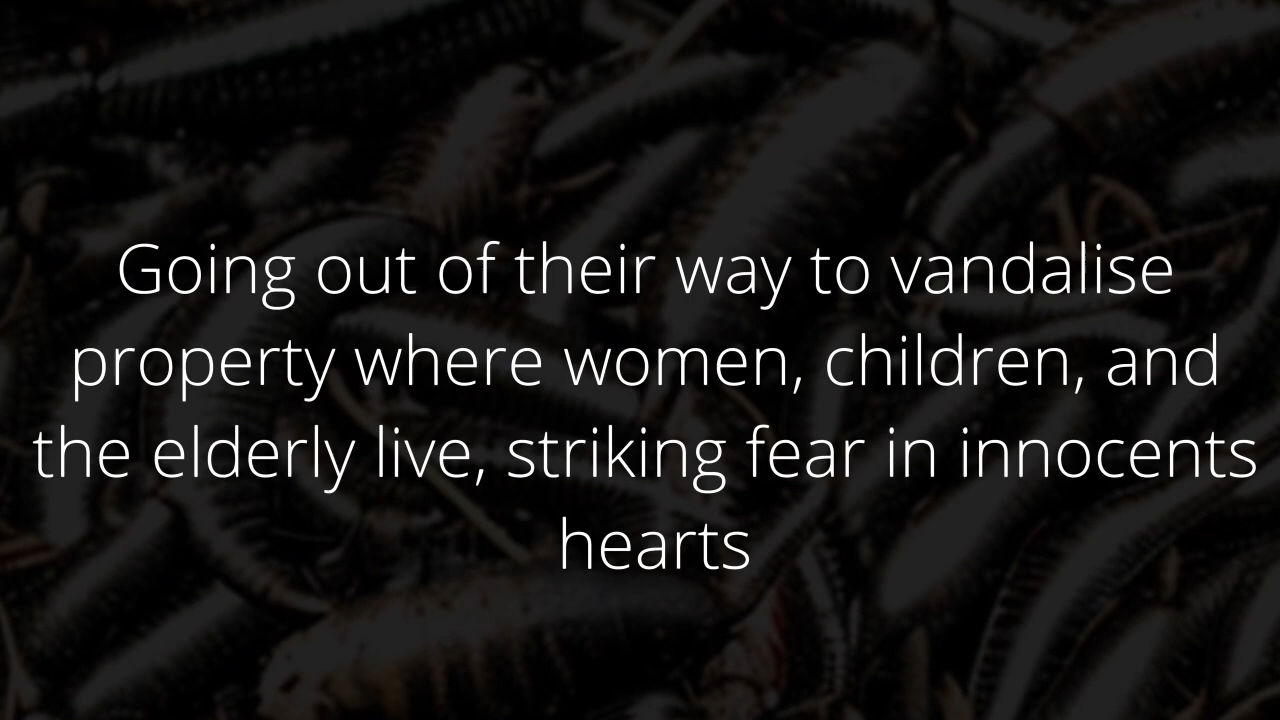 Going out of their way to vandalise
property where women, children, and
the elderly live, striking fear in innocents
hearts